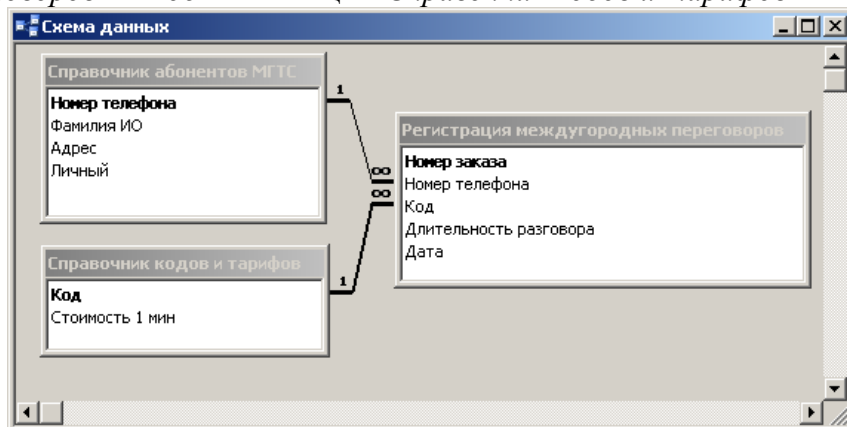 Схема данных
Справочник абонентов МГТС
Номер телефона
Фамилия ИО
Адрес
Личный
1
∞
∞
Регистрация междугородных переговоров
Номер заказа
Номер телефона
Код
Длительность разговора
Дата
Справочник кодов и тарифов
1
Код
Стоимость 1 мин